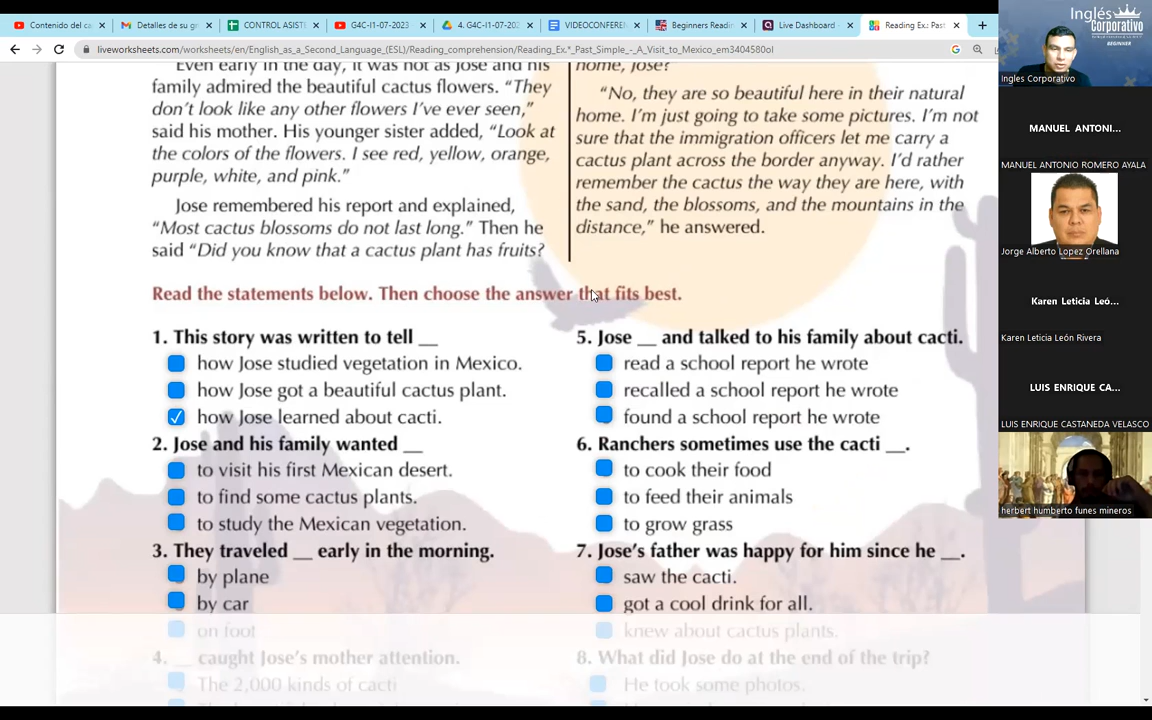 Contenido del ca
Detalles de su gr
CONTROL ASIST
G4C-I1-07-2023
4. G4C-I1-07-202
VIDEOCONFEREN
Beginners Readi
Live Dashboard
Reading Ex.: Past
liveworksheets.com/worksheets/en/English_as_a_Second_Language_(ESL)/Reading_comprehension/Reading_Ex.*_Past_Simple_-_A_Visit_to_Mexico_em3404580ol
Even early in the day, it was hot as Jose and his
family admired the beautiful cactus flowers. “They
don’t look like any other flowers I’ve ever seen,”
said his mother. His younger sister added, “Look at
the colors of the flowers. I see red, yellow, orange,
purple, white, and pink.”
Jose remembered his report and explained,
“Most cactus blossoms do not last long.” Then he
said “Did you know that a cactus plant has fruits?
home, Jose?
“No, they are so beautiful here in their natural
home. I’m just going to take some pictures. I’m not
sure that the immigration officers let me carry a
cactus plant across the border anyway. I’d rather
remember the cactus the way they are here, with
the sand, the blossoms, and the mountains in the
distance,” he answered.
Read the statements below. Then choose the answer that fits best.
1. This story was written to tell __
how Jose studied vegetation in Mexico.
how Jose got a beautiful cactus plant.
how Jose learned about cacti.
2. Jose and his family wanted __
to visit his first Mexican desert.
to find some cactus plants.
to study the Mexican vegetation.
3. They traveled __ early in the morning.
by plane
by car
on foot
4. __ caught Jose’s mother attention.
The 2,000 kinds of cacti
5. Jose __ and talked to his family about cacti.
read a school report he wrote
recalled a school report he wrote
found a school report he wrote
6. Ranchers sometimes use the cacti __.
to cook their food
to feed their animals
to grow grass
7. Jose’s father was happy for him since he __.
saw the cacti.
got a cool drink for all.
knew about cactus plants.
8. What did Jose do at the end of the trip?
He took some photos.
Inglés
Corporativo
BEGINNER
Ingles Corporativo
MANUEL ANTONI...
MANUEL ANTONIO ROMERO AYALA
Jorge Alberto Lopez Orellana
Karen Leticia Leó...
Karen Leticia León Rivera
LUIS ENRIQUE CA...
LUIS ENRIQUE CASTANEDA VELASCO
herbert humberto funes mineros